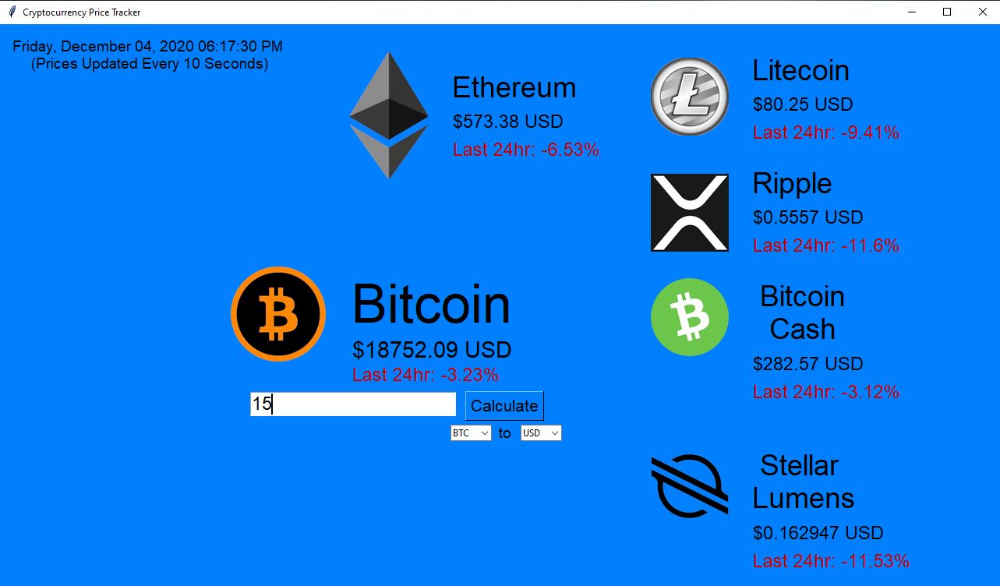 Cryptocurrency Price Tracker
Friday, December 04, 2020 06:17:30 PM
(Prices Updated Every 10 Seconds)
Ethereum
$573.38 USD
Last 24hr: -6.53%
Bitcoin
$18752.09 USD
Last 24hr: -3.23%
15
Calculate
BTC to USD
Litecoin
$80.25 USD
Last 24hr: -9.41%
Ripple
$0.5557 USD
Last 24hr: -11.6%
Bitcoin
Cash
$282.57 USD
Last 24hr: -3.12%
Stellar
Lumens
$0.162947 USD
Last 24hr: -11.53%